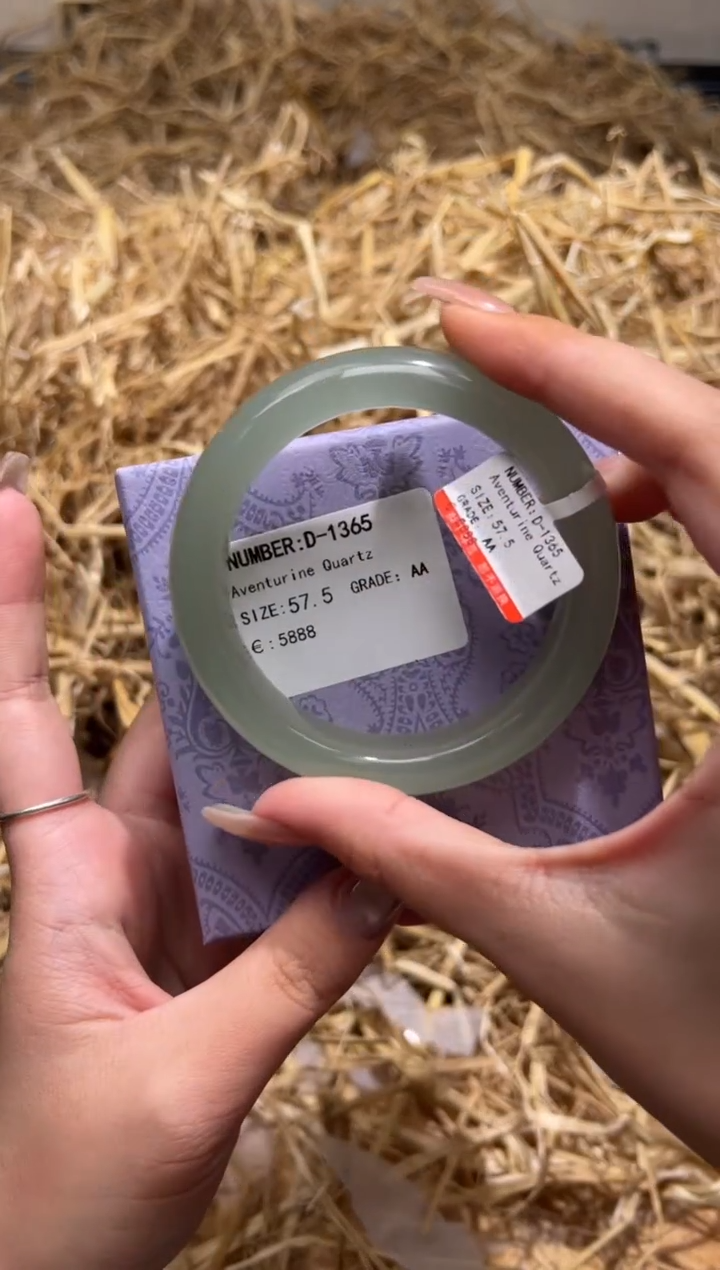 NUMBER:D-1365
Aventurine Quartz
SIZE:57.5 GRADE: AA
€:5888
NUMBER:D-1365
Aventurine Quartz
SIZE:57.5
GRADE: AA